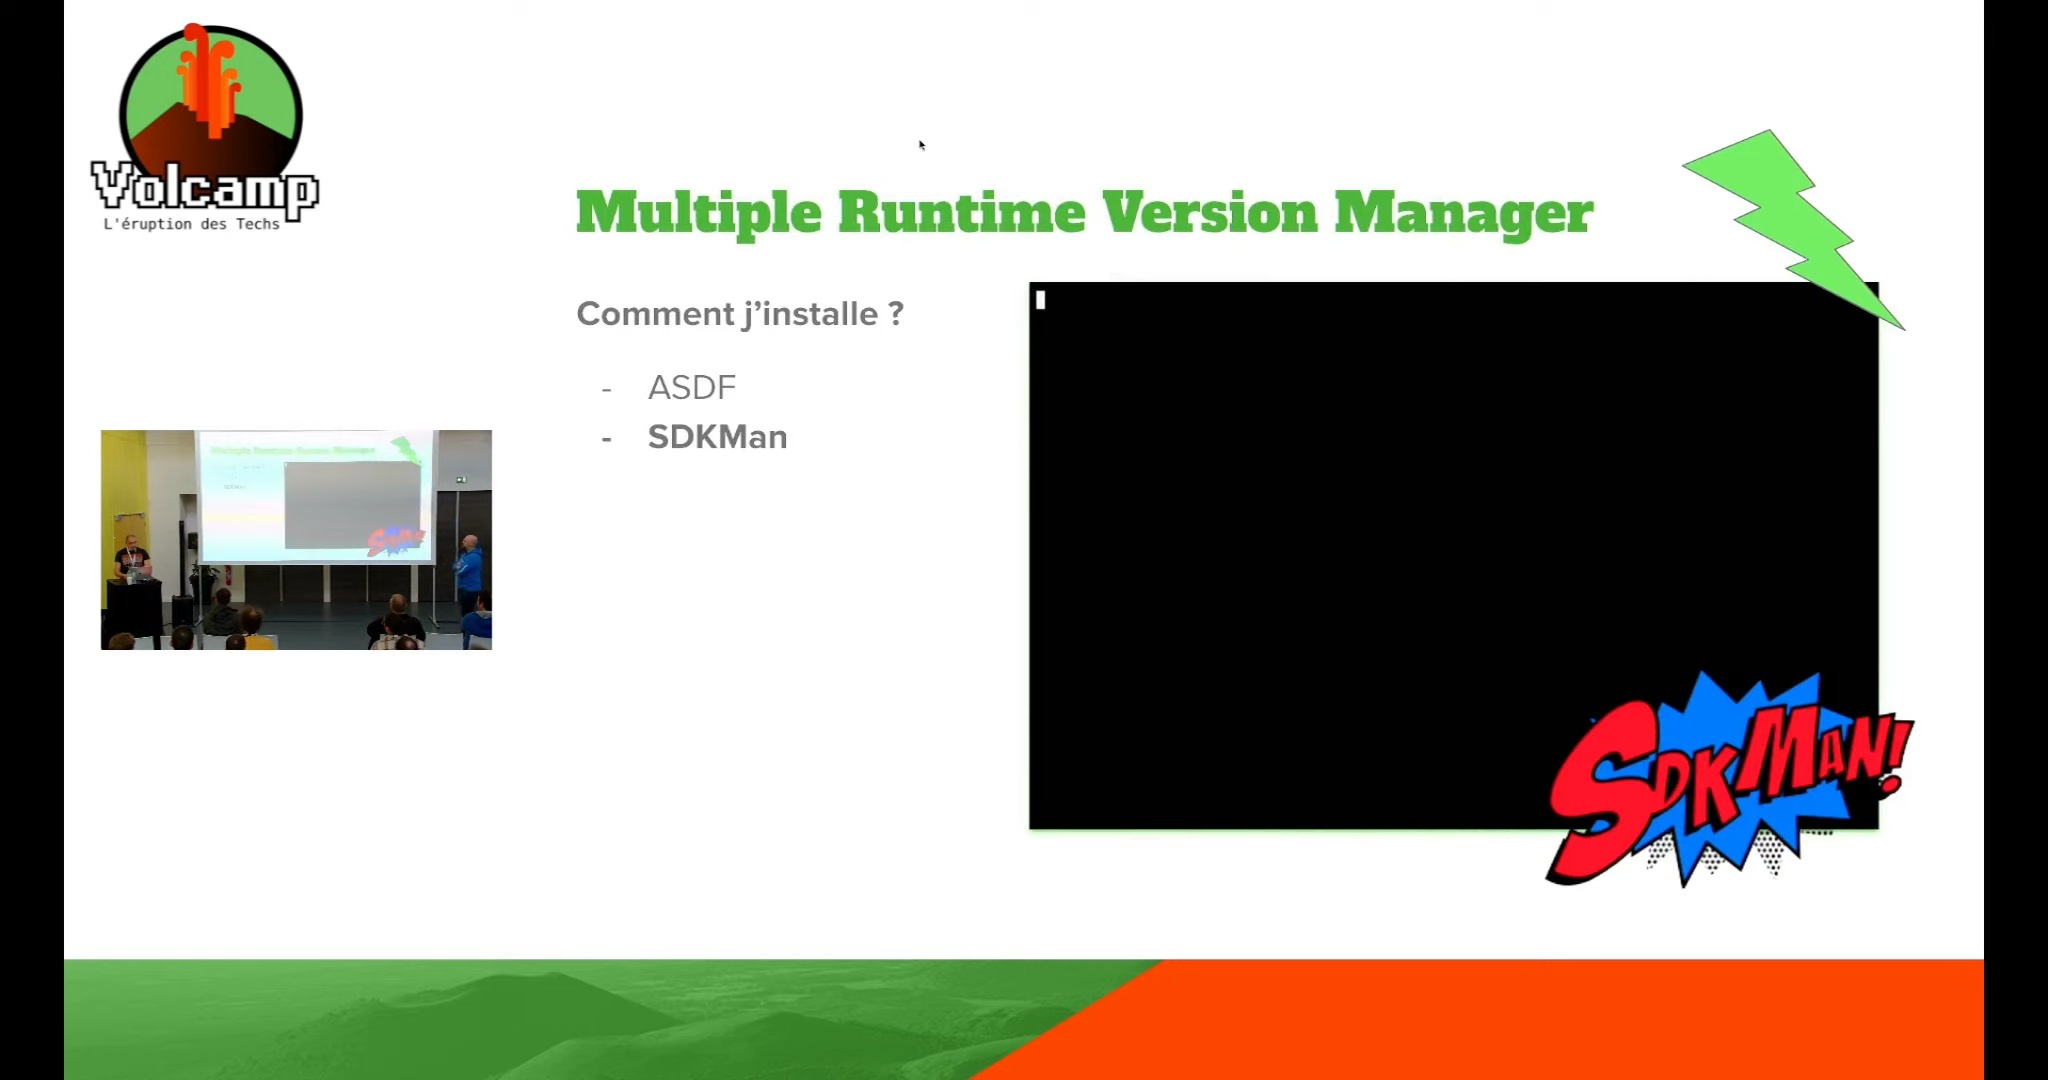 Volcamp
L'éruption des Techs
Multiple Runtime Version Manager
Comment j’installe ?
- ASDF
- SDKMan
SDKMAN!